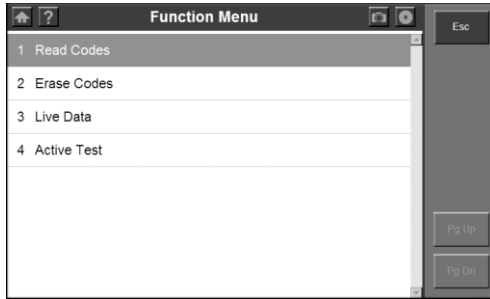 ? Function Menu
Esc
1 Read Codes
2 Erase Codes
3 Live Data
4 Active Test
Pg Up
Pg Dn